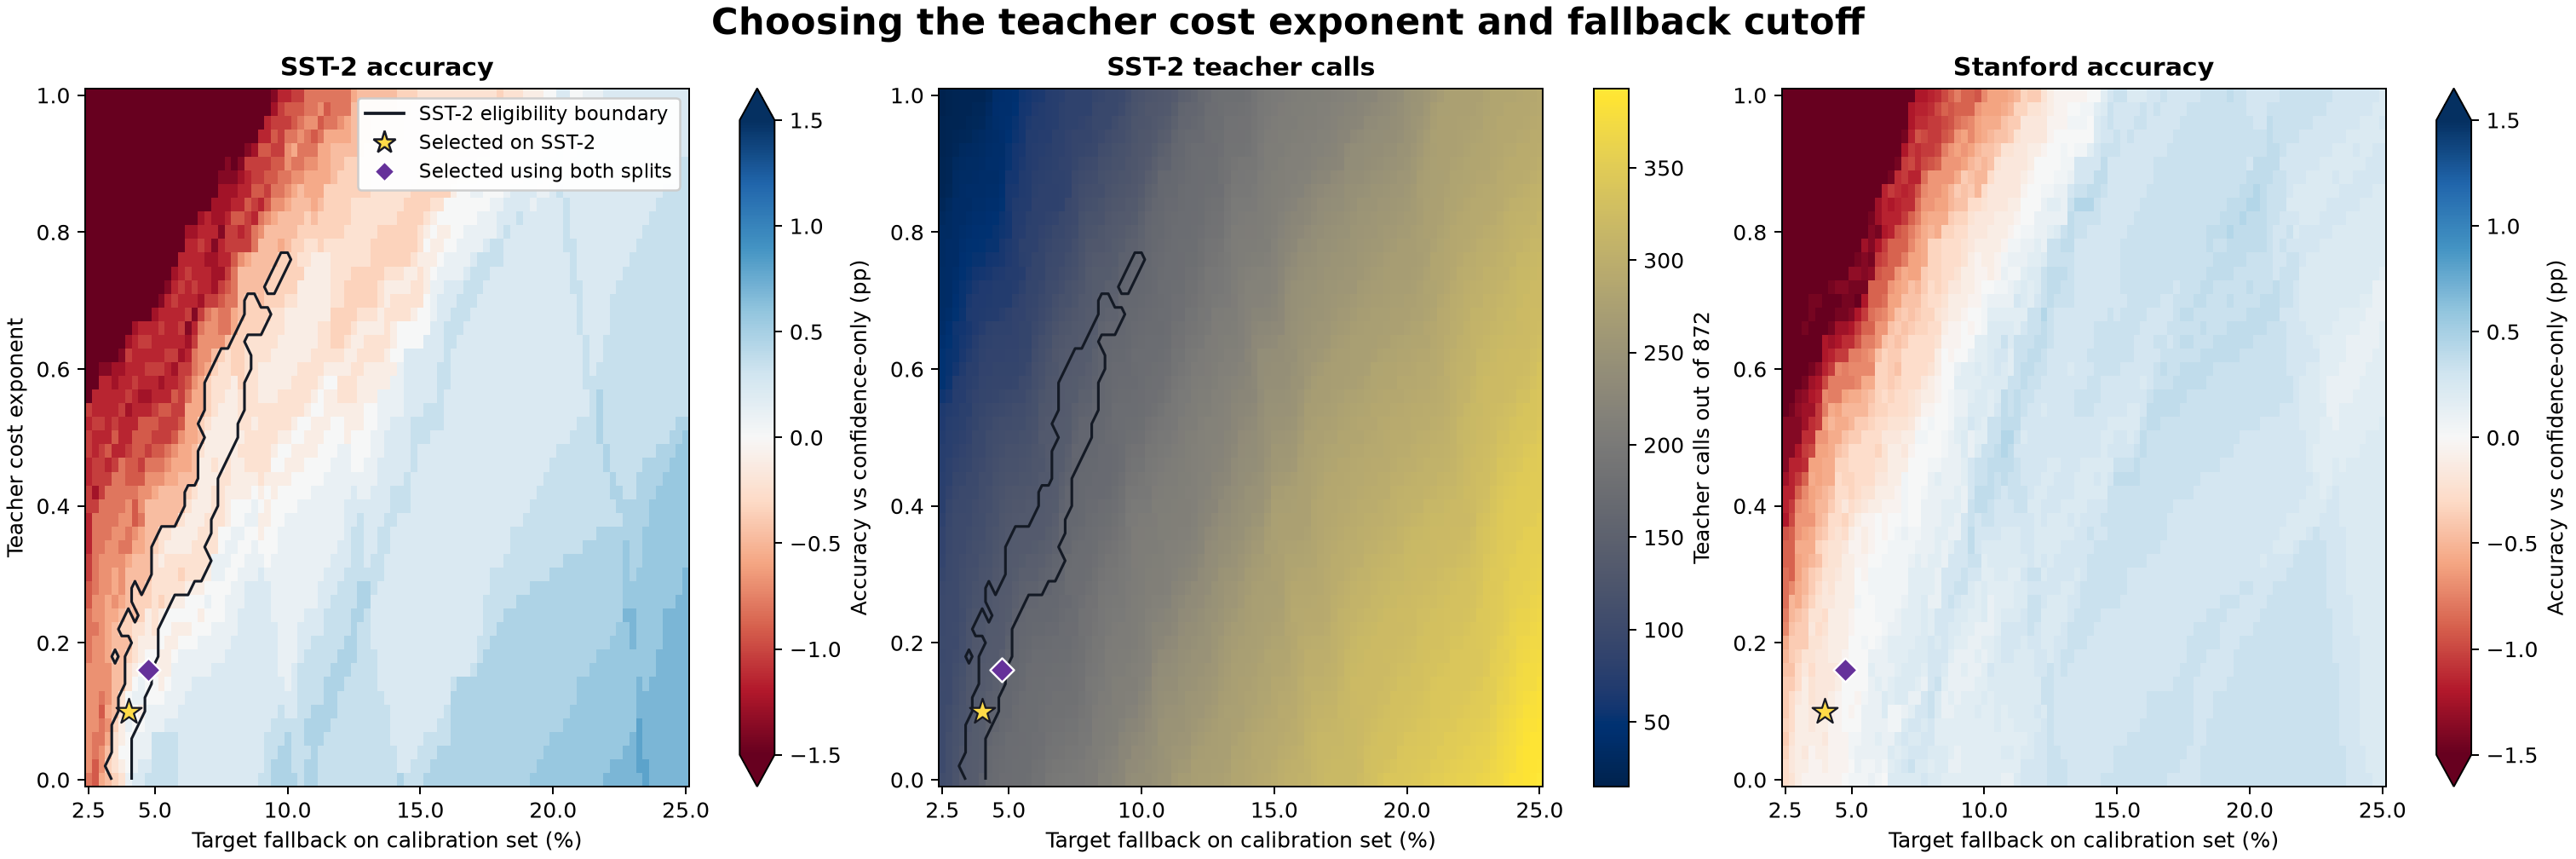 Choosing the teacher cost exponent and fallback cutoff
SST-2 accuracy
SST-2 eligibility boundary
Selected on SST-2
Selected using both splits
1.0
0.8
0.6
0.4
0.2
0.0
Teacher cost exponent
2.5 5.0 10.0 15.0 20.0 25.0
Target fallback on calibration set (%)
1.5
1.0
0.5
0.0
−0.5
−1.0
−1.5
Accuracy vs confidence-only (pp)
SST-2 teacher calls
1.0
0.8
0.6
0.4
0.2
0.0
2.5 5.0 10.0 15.0 20.0 25.0
Target fallback on calibration set (%)
350
300
250
200
150
100
50
Teacher calls out of 872
Stanford accuracy
1.0
0.8
0.6
0.4
0.2
0.0
2.5 5.0 10.0 15.0 20.0 25.0
Target fallback on calibration set (%)
1.5
1.0
0.5
0.0
−0.5
−1.0
−1.5
Accuracy vs confidence-only (pp)